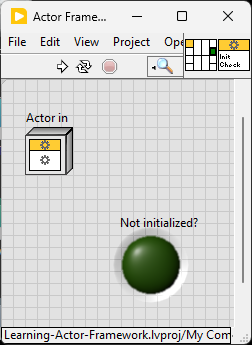 Actor Frame...
File Edit View Project Ope
Init
Check
Actor in
Not initialized?
Learning-Actor-Framework.lvproj/My Com